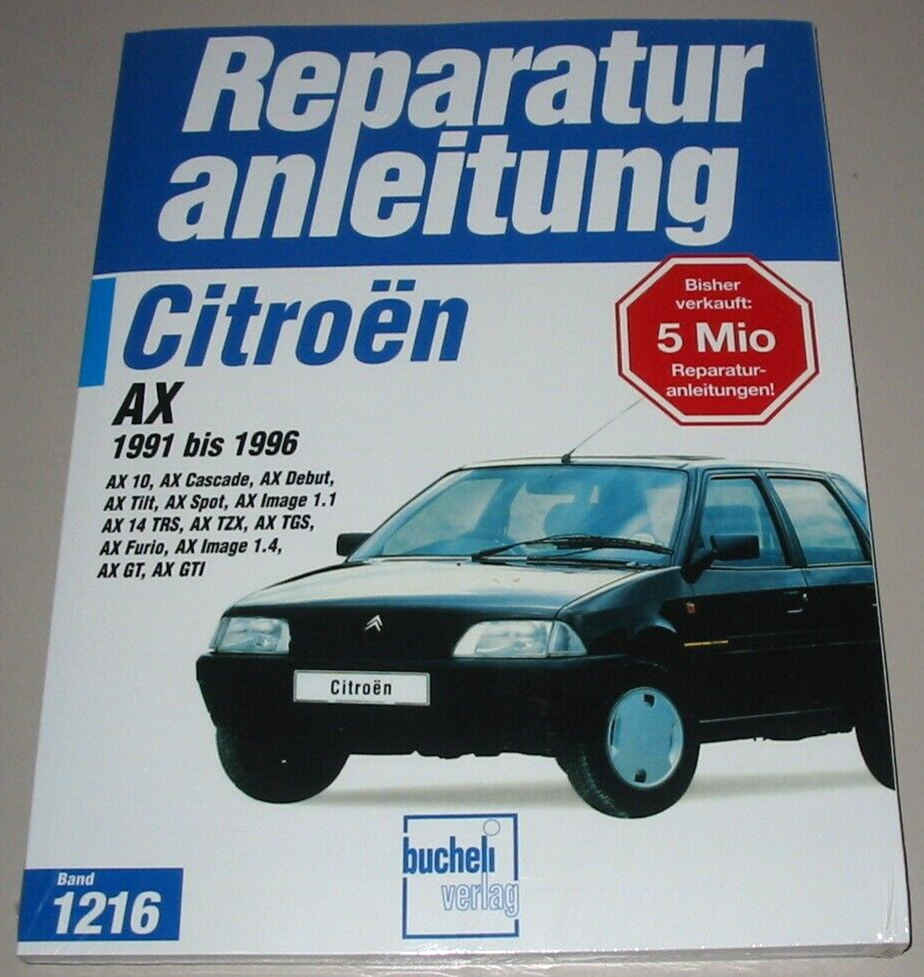 Reparatur
anleitung
Citroën
AX
1991 bis 1996
AX 10, AX Cascade, AX Debut,
AX Tilt, AX Spot, AX Image 1.1
AX 14 TRS, AX TZX, AX TGS,
AX Furio, AX Image 1.4,
AX GT, AX GTI
Bisher
verkauft:
5 Mio
Reparatur-
anleitungen!
Citroën
bucheli
verlag
Band
1216